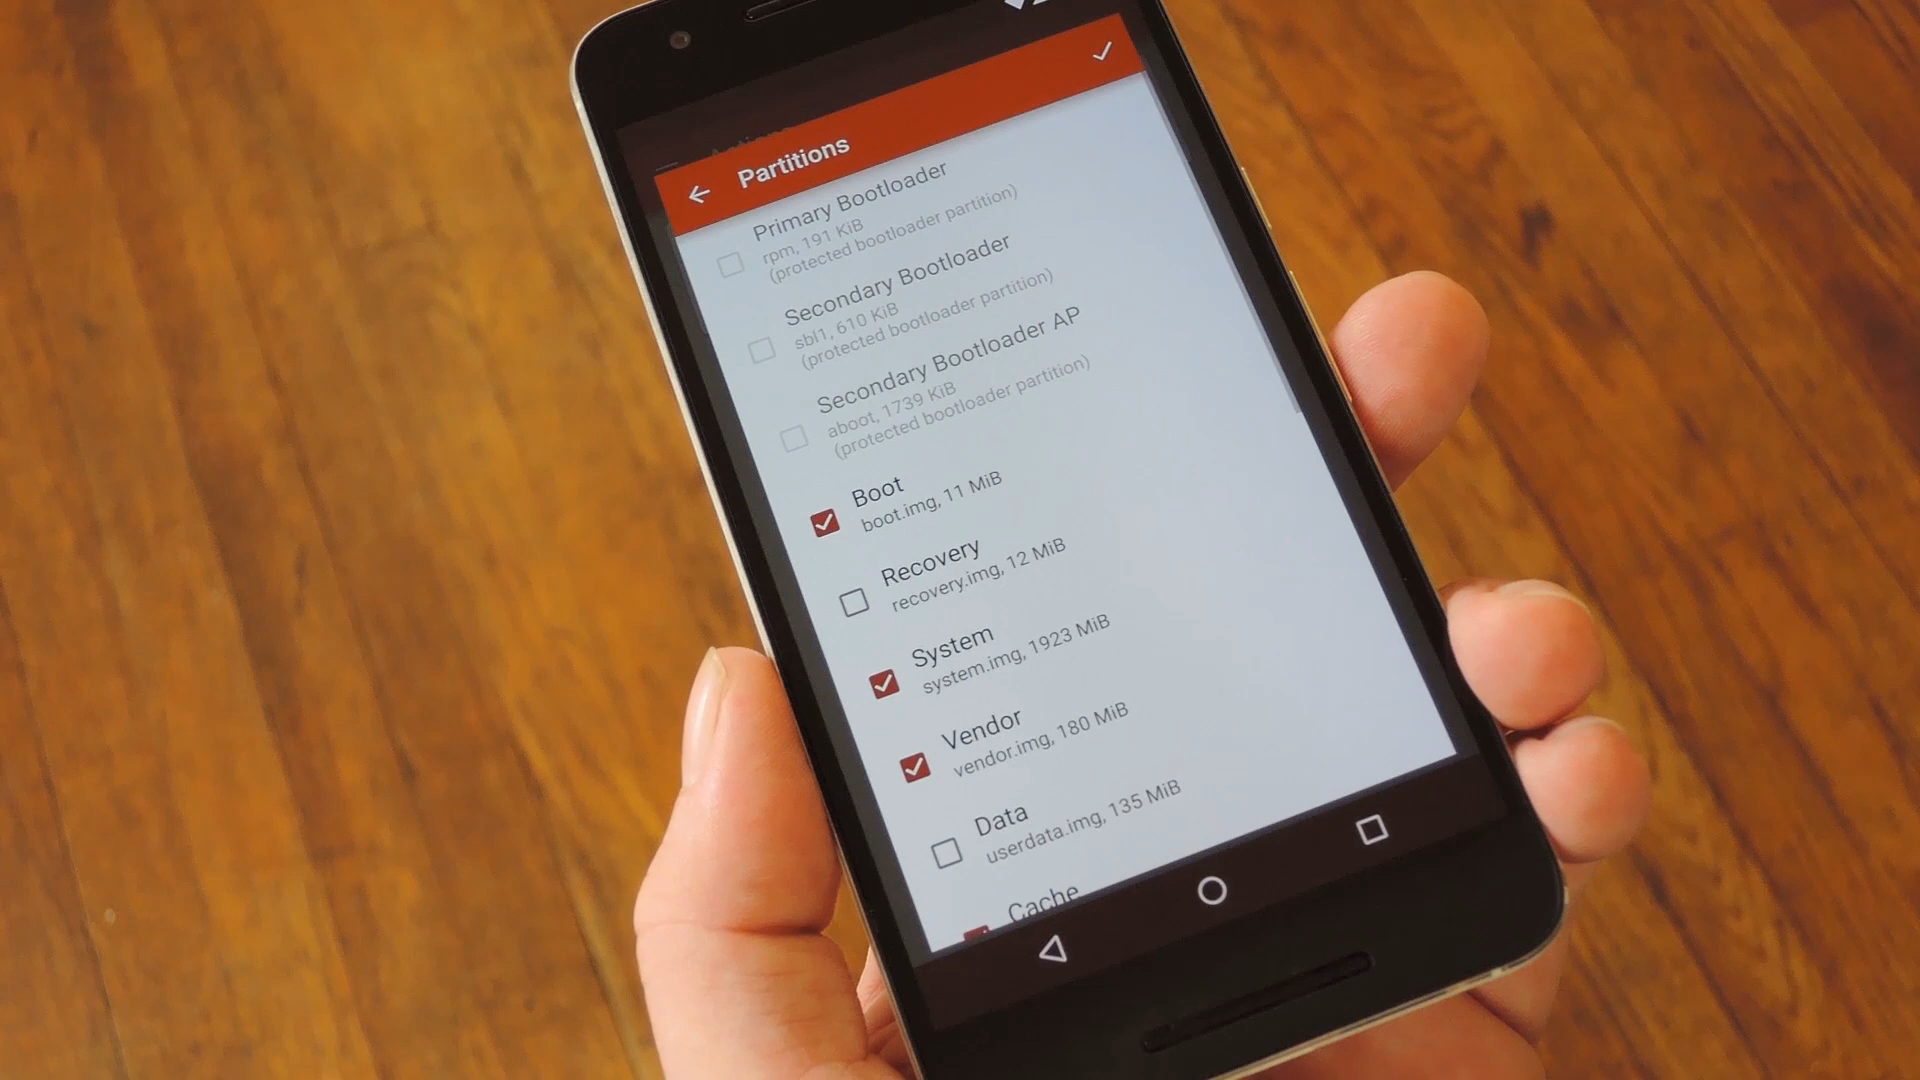 Partitions
Primary Bootloader
rpm, 191 KiB
(protected bootloader partition)
Secondary Bootloader
sbl1, 610 KiB
(protected bootloader partition)
Secondary Bootloader AP
aboot, 1739 KiB
(protected bootloader partition)
Boot
boot.img, 11 MiB
Recovery
recovery.img, 12 MiB
System
system.img, 1923 MiB
Vendor
vendor.img, 180 MiB
Data
userdata.img, 135 MiB
Cache